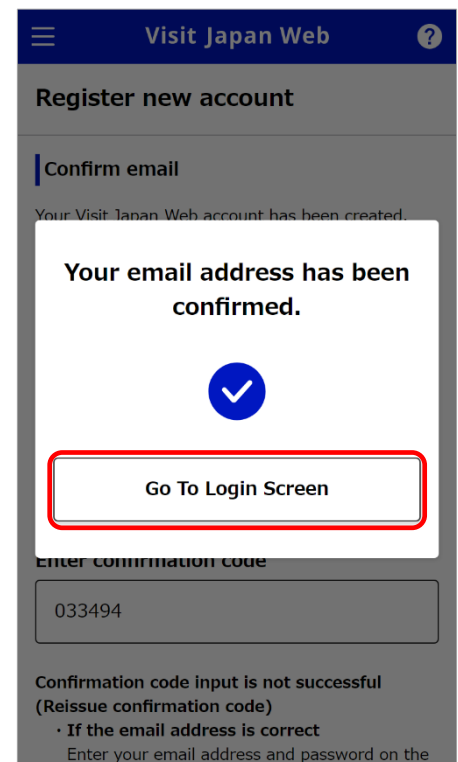 Visit Japan Web
?
Register new account
Confirm email
Your Visit Japan Web account has been created.
Your email address has been
confirmed.
Go To Login Screen
Enter confirmation code
033494
Confirmation code input is not successful
(Reissue confirmation code)
・If the email address is correct
Enter your email address and password on the